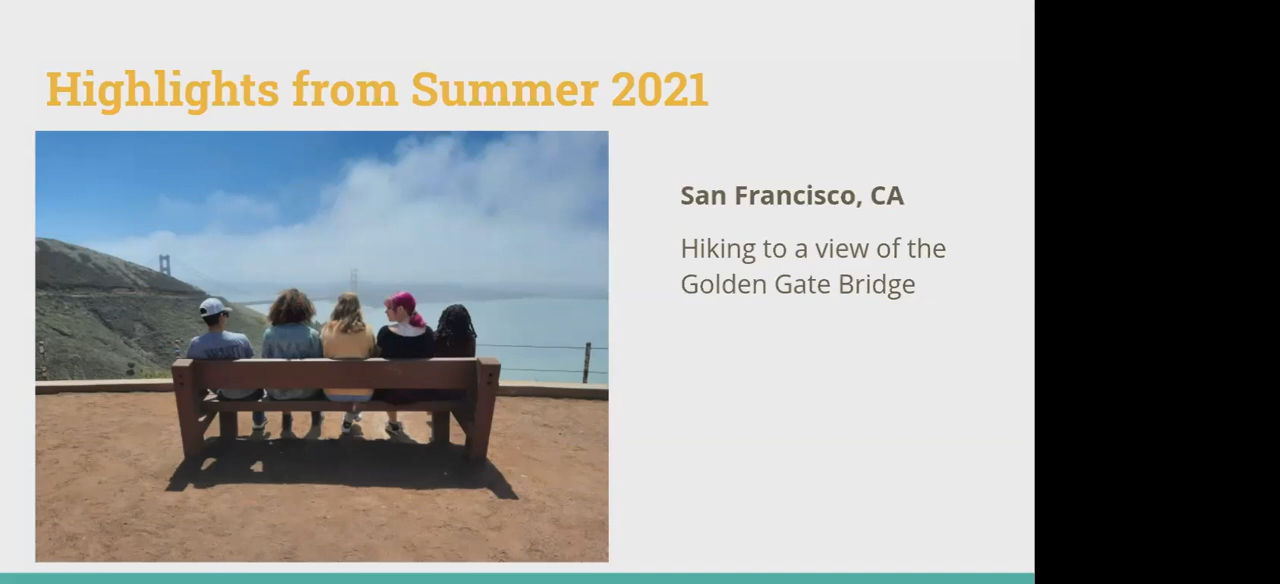 Highlights from Summer 2021
San Francisco, CA
Hiking to a view of the
Golden Gate Bridge